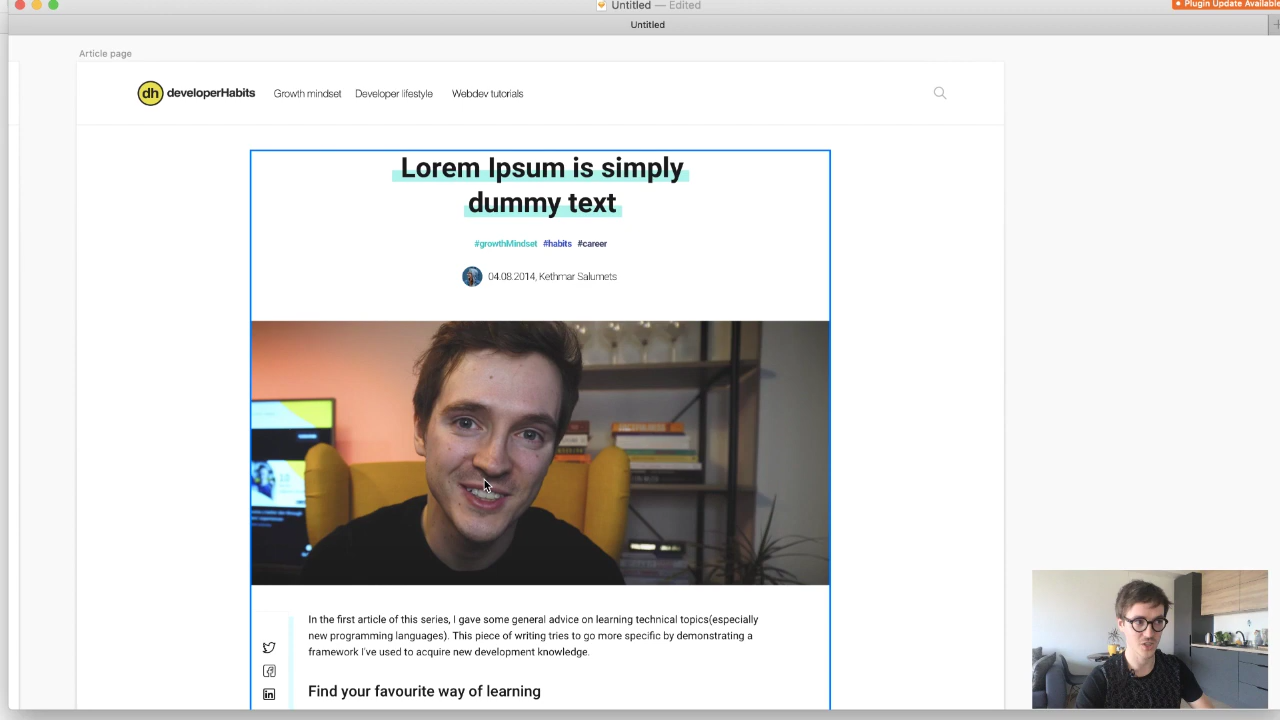 Untitled — Edited
Plugin Update Available
Untitled
Article page
dh developerHabits Growth mindset Developer lifestyle Webdev tutorials
Lorem Ipsum is simply
dummy text
#growthMindset #habits #career
04.08.2014, Kethmar Salumets
In the first article of this series, I gave some general advice on learning technical topics(especially
new programming languages). This piece of writing tries to go more specific by demonstrating a
framework I've used to acquire new development knowledge.
Find your favourite way of learning